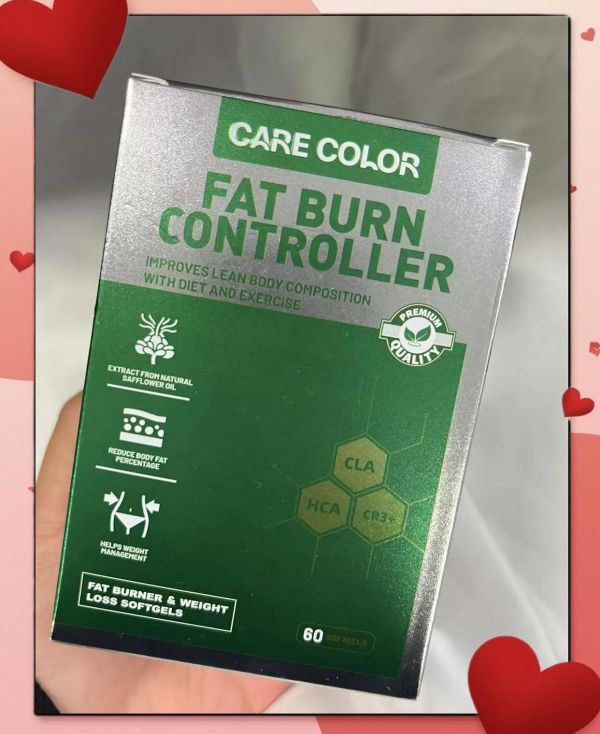 CARE COLOR
FAT BURN
CONTROLLER
IMPROVES LEAN BODY COMPOSITION
WITH DIET AND EXERCISE
PREMIUM
QUALITY
EXTRACT FROM NATURAL
SAFFLOWER OIL
REDUCE BODY FAT
PERCENTAGE
HELPS WEIGHT
MANAGEMENT
CLA
HCA
CR3+
FAT BURNER & WEIGHT
LOSS SOFTGELS
60 SOFTGELS